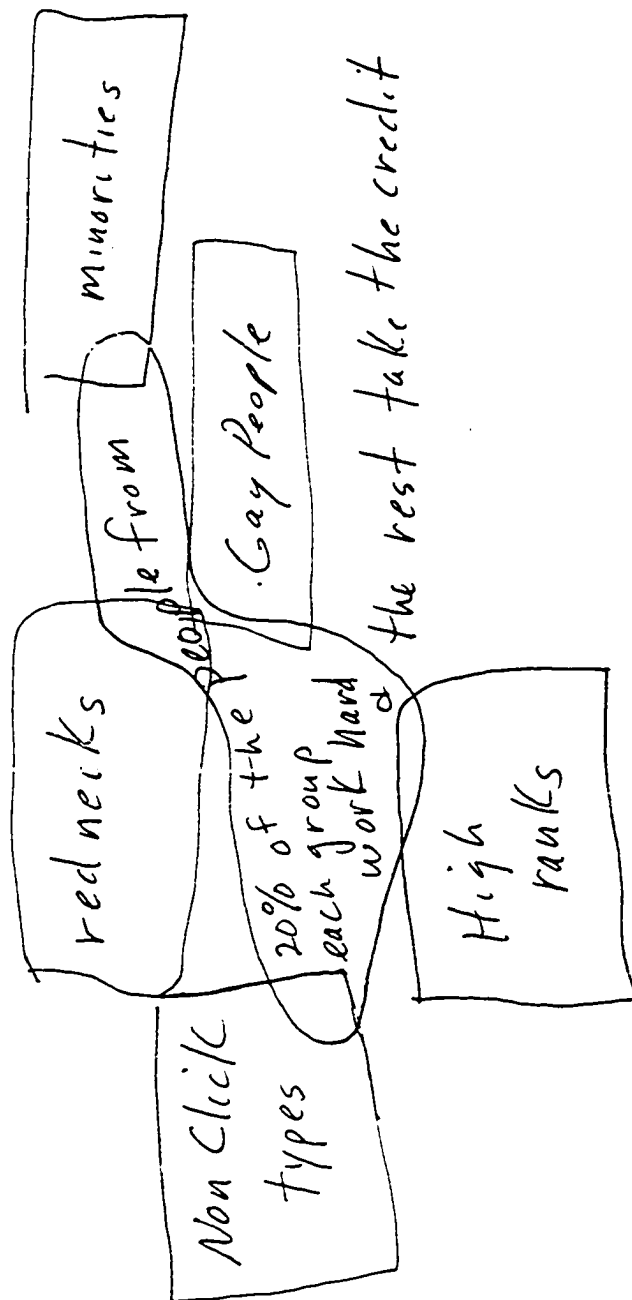 redneiks
minorities
Non Click
types
20% of the people from
each group
work hard
&
Gay People
the rest take the credit
High
ranks